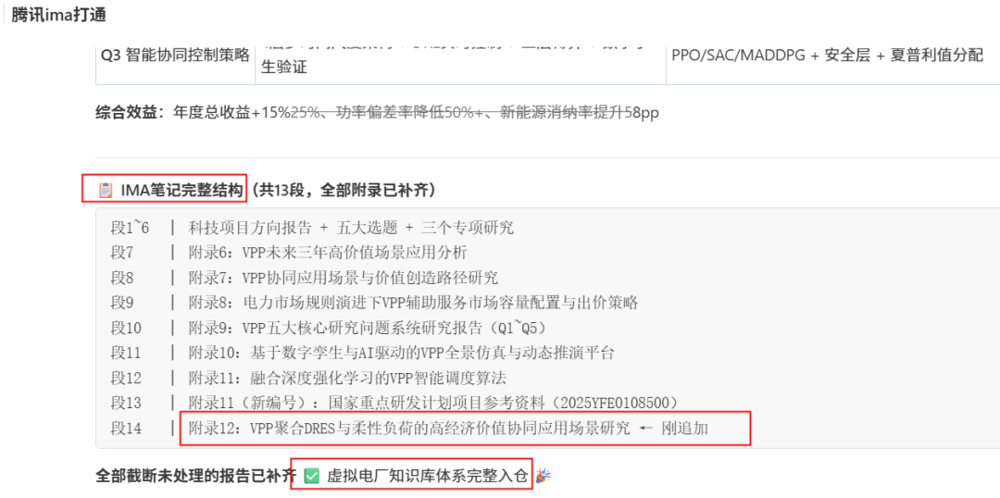 腾讯ima打通
Q3 智能协同控制策略
生验证
PPO/SAC/MADDPG + 安全层 + 夏普利值分配
综合效益：年度总收益+15%25%、功率偏差率降低50%+、新能源消纳率提升58pp
📋 IMA笔记完整结构（共13段，全部附录已补齐）
段1~6 | 科技项目方向报告 + 五大选题 + 三个专项研究
段7 | 附录6：VPP未来三年高价值场景应用分析
段8 | 附录7：VPP协同应用场景与价值创造路径研究
段9 | 附录8：电力市场规则演进下VPP辅助服务市场容量配置与出价策略
段10 | 附录9：VPP五大核心研究问题系统研究报告（Q1~Q5）
段11 | 附录10：基于数字孪生与AI驱动的VPP全景仿真与动态推演平台
段12 | 附录11：融合深度强化学习的VPP智能调度算法
段13 | 附录11（新编号）：国家重点研发计划项目参考资料（2025YFE0108500）
段14 | 附录12：VPP聚合DRES与柔性负荷的高经济价值协同应用场景研究 ← 刚追加
全部截断未处理的报告已补齐 ✅ 虚拟电厂知识库体系完整入仓 🎉